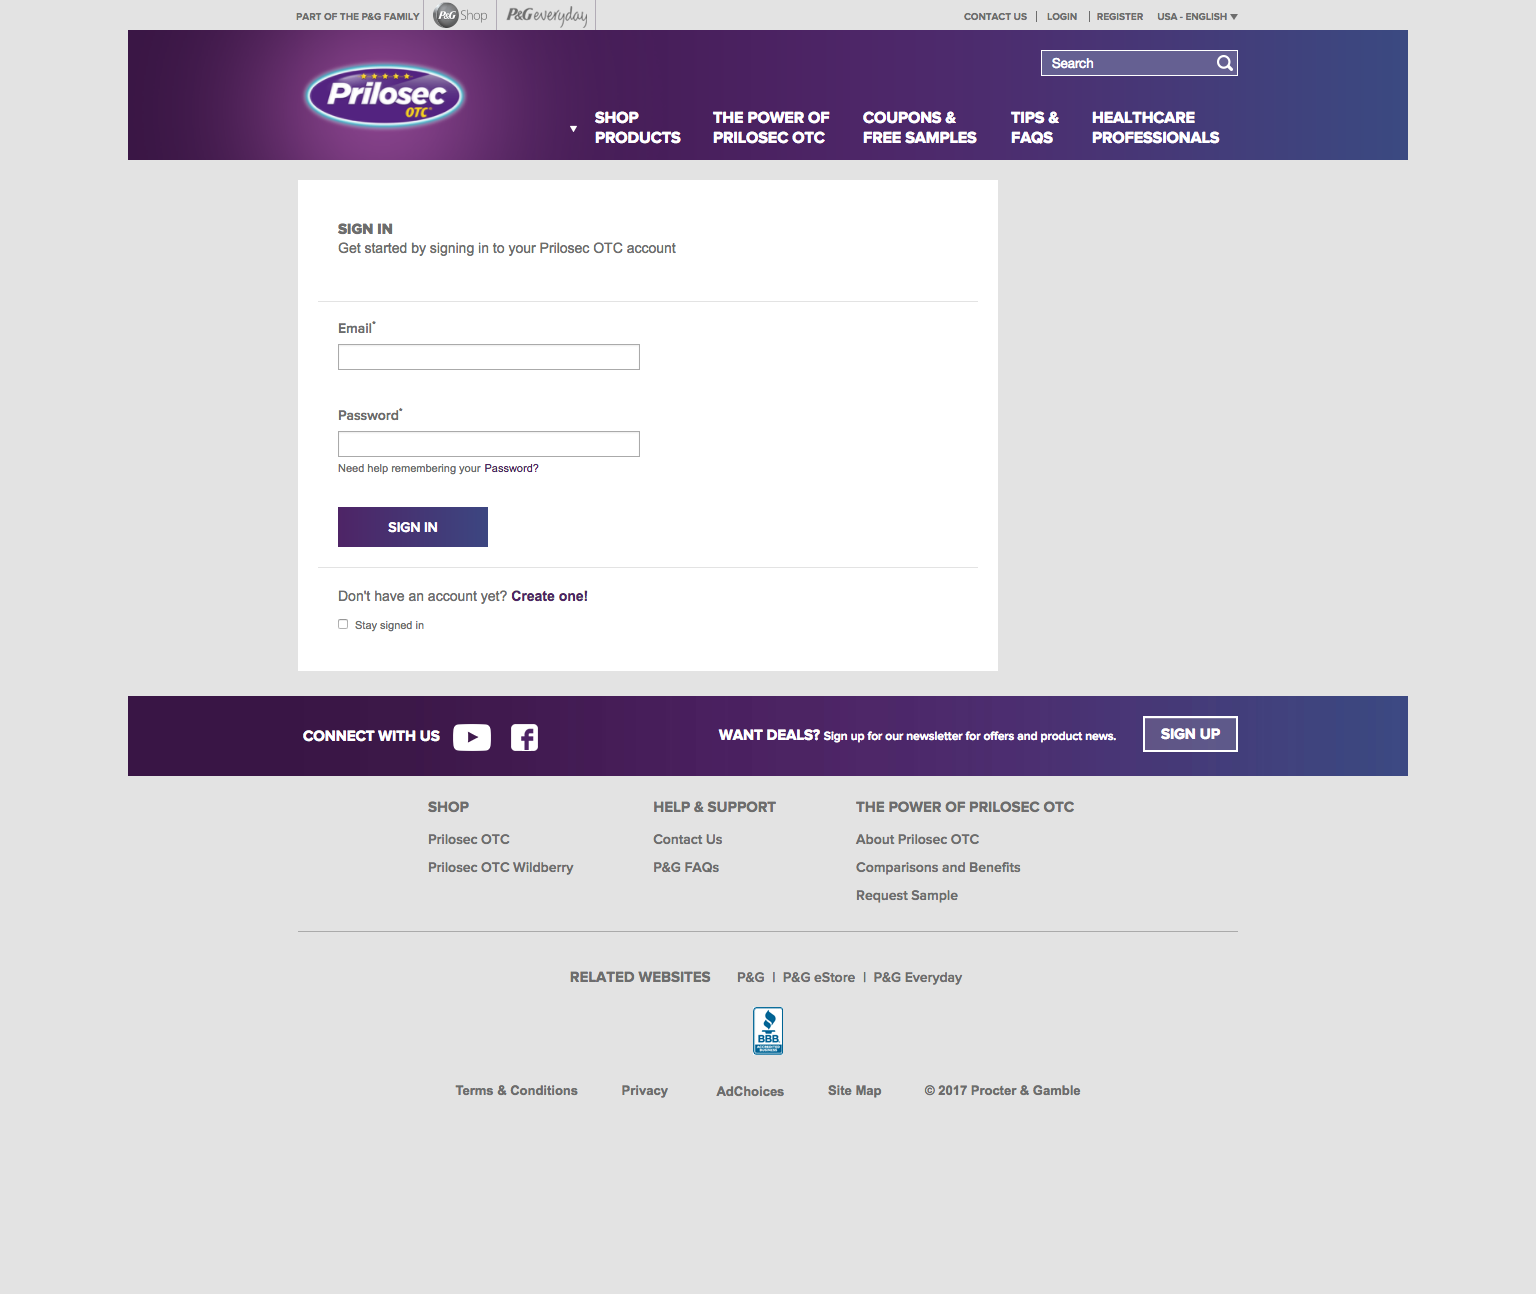 PART OF THE P&G FAMILY
P&G Shop
P&G everyday
CONTACT US | LOGIN | REGISTER USA - ENGLISH
Prilosec
OTC
Search
SHOP
PRODUCTS
THE POWER OF
PRILOSEC OTC
COUPONS &
FREE SAMPLES
TIPS &
FAQS
HEALTHCARE
PROFESSIONALS
SIGN IN
Get started by signing in to your Prilosec OTC account
Email*
Password*
Need help remembering your Password?
SIGN IN
Don't have an account yet? Create one!
Stay signed in
CONNECT WITH US
WANT DEALS? Sign up for our newsletter for offers and product news.
SIGN UP
SHOP
Prilosec OTC
Prilosec OTC Wildberry
HELP & SUPPORT
Contact Us
P&G FAQs
THE POWER OF PRILOSEC OTC
About Prilosec OTC
Comparisons and Benefits
Request Sample
RELATED WEBSITES P&G | P&G eStore | P&G Everyday
BBB.
ACCREDITED
BUSINESS
Terms & Conditions Privacy AdChoices Site Map © 2017 Procter & Gamble